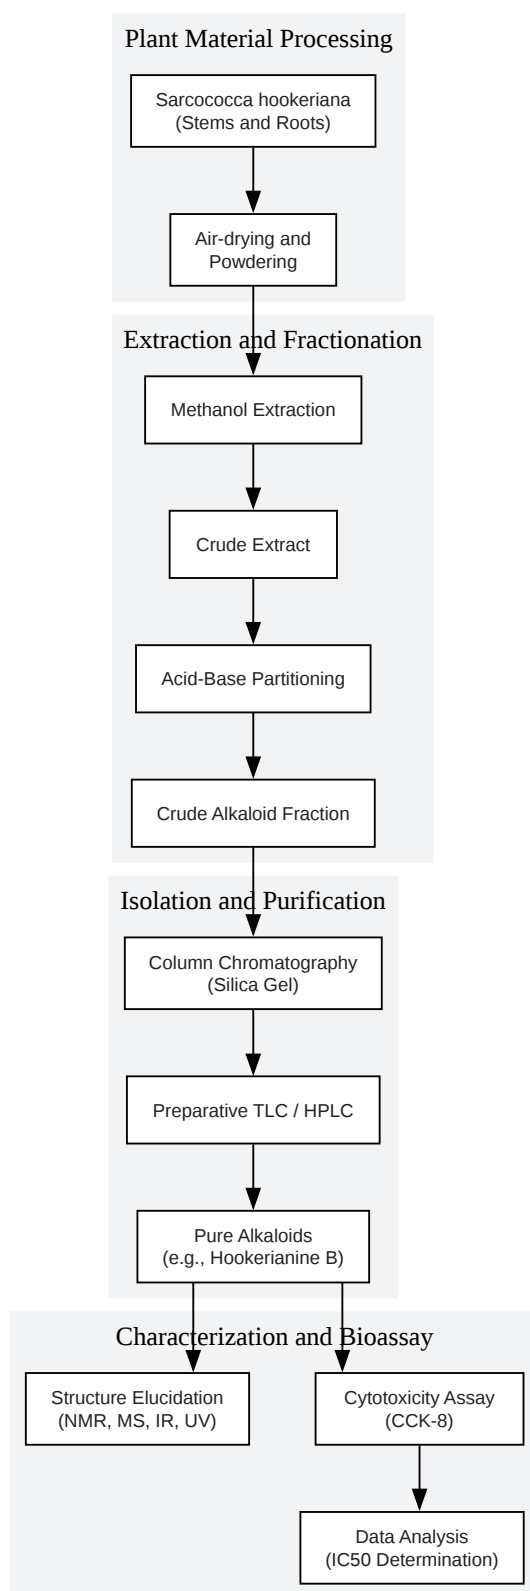 Plant Material Processing
Sarcococca hookeriana
(Stems and Roots)
Air-drying and
Powdering
Extraction and Fractionation
Methanol Extraction
Crude Extract
Acid-Base Partitioning
Crude Alkaloid Fraction
Isolation and Purification
Column Chromatography
(Silica Gel)
Preparative TLC / HPLC
Pure Alkaloids
(e.g., Hookerianine B)
Characterization and Bioassay
Structure Elucidation
(NMR, MS, IR, UV)
Cytotoxicity Assay
(CCK-8)
Data Analysis
(IC50 Determination)